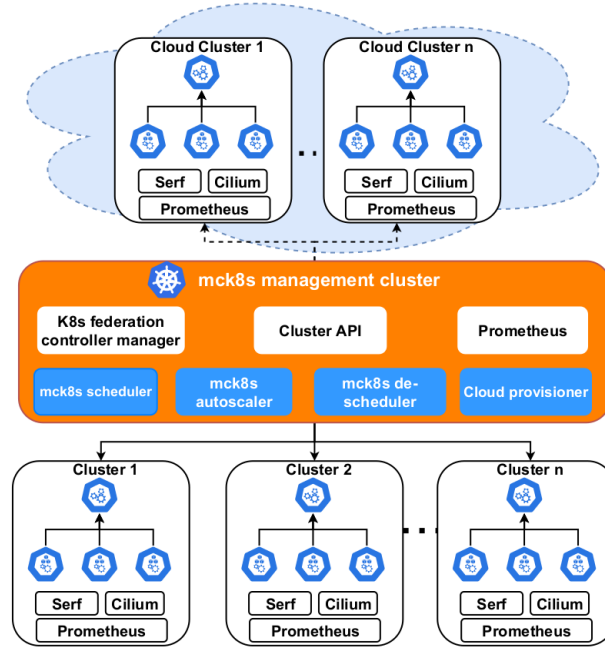 Cloud Cluster 1
Cloud Cluster n
Serf
Cilium
Prometheus
Serf
Cilium
Prometheus
mck8s management cluster
K8s federation
controller manager
Cluster API
Prometheus
mck8s scheduler
mck8s
autoscaler
mck8s de-
scheduler
Cloud provisioner
Cluster 1
Cluster 2
Cluster n
Serf
Cilium
Prometheus
Serf
Cilium
Prometheus
Serf
Cilium
Prometheus